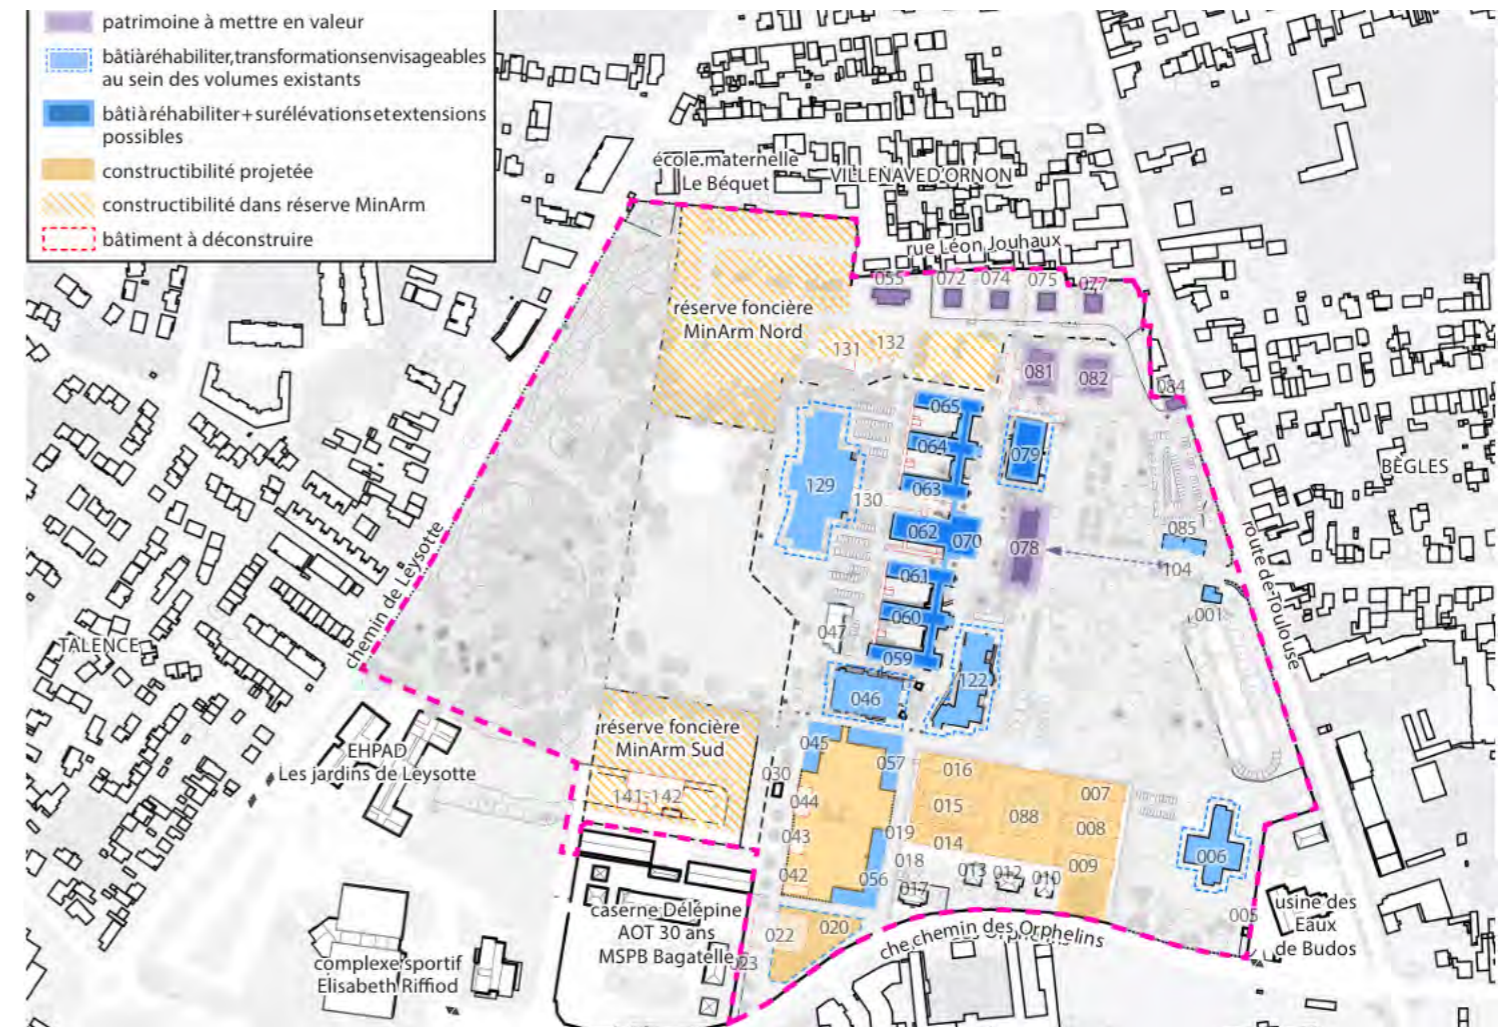 patrimoine à mettre en valeur
bâtiàréhabiliter,transformationsenvisageables
au sein des volumes existants
bâtiàréhabiliter+surélévationsetextensions
possibles
constructibilité projetée
constructibilité dans réserve MinArm
bâtiment à déconstruire
école maternelle
Le Béquet
VILLENAVED'ORNON
rue Léon Jouhaux
055
072
074
075
077
réserve foncière
MinArm Nord
131
132
081
082
084
065
064
063
079
129
130
062
070
078
085
104
001
061
060
059
047
046
122
BÈGLES
route de Toulouse
chemin de Leysotte
TALENCE
EHPAD
Les jardins de Leysotte
réserve foncière
MinArm Sud
141-142
030
045
057
044
043
042
019
018
017
056
016
015
014
088
007
008
009
013
012
010
006
005
020
022
caserne Délépine
AOT 30 ans
MSPB Bagatelle
complexe sportif
Elisabeth Riffiod
chemin des Orphelins
usine des
Eaux
de Budos